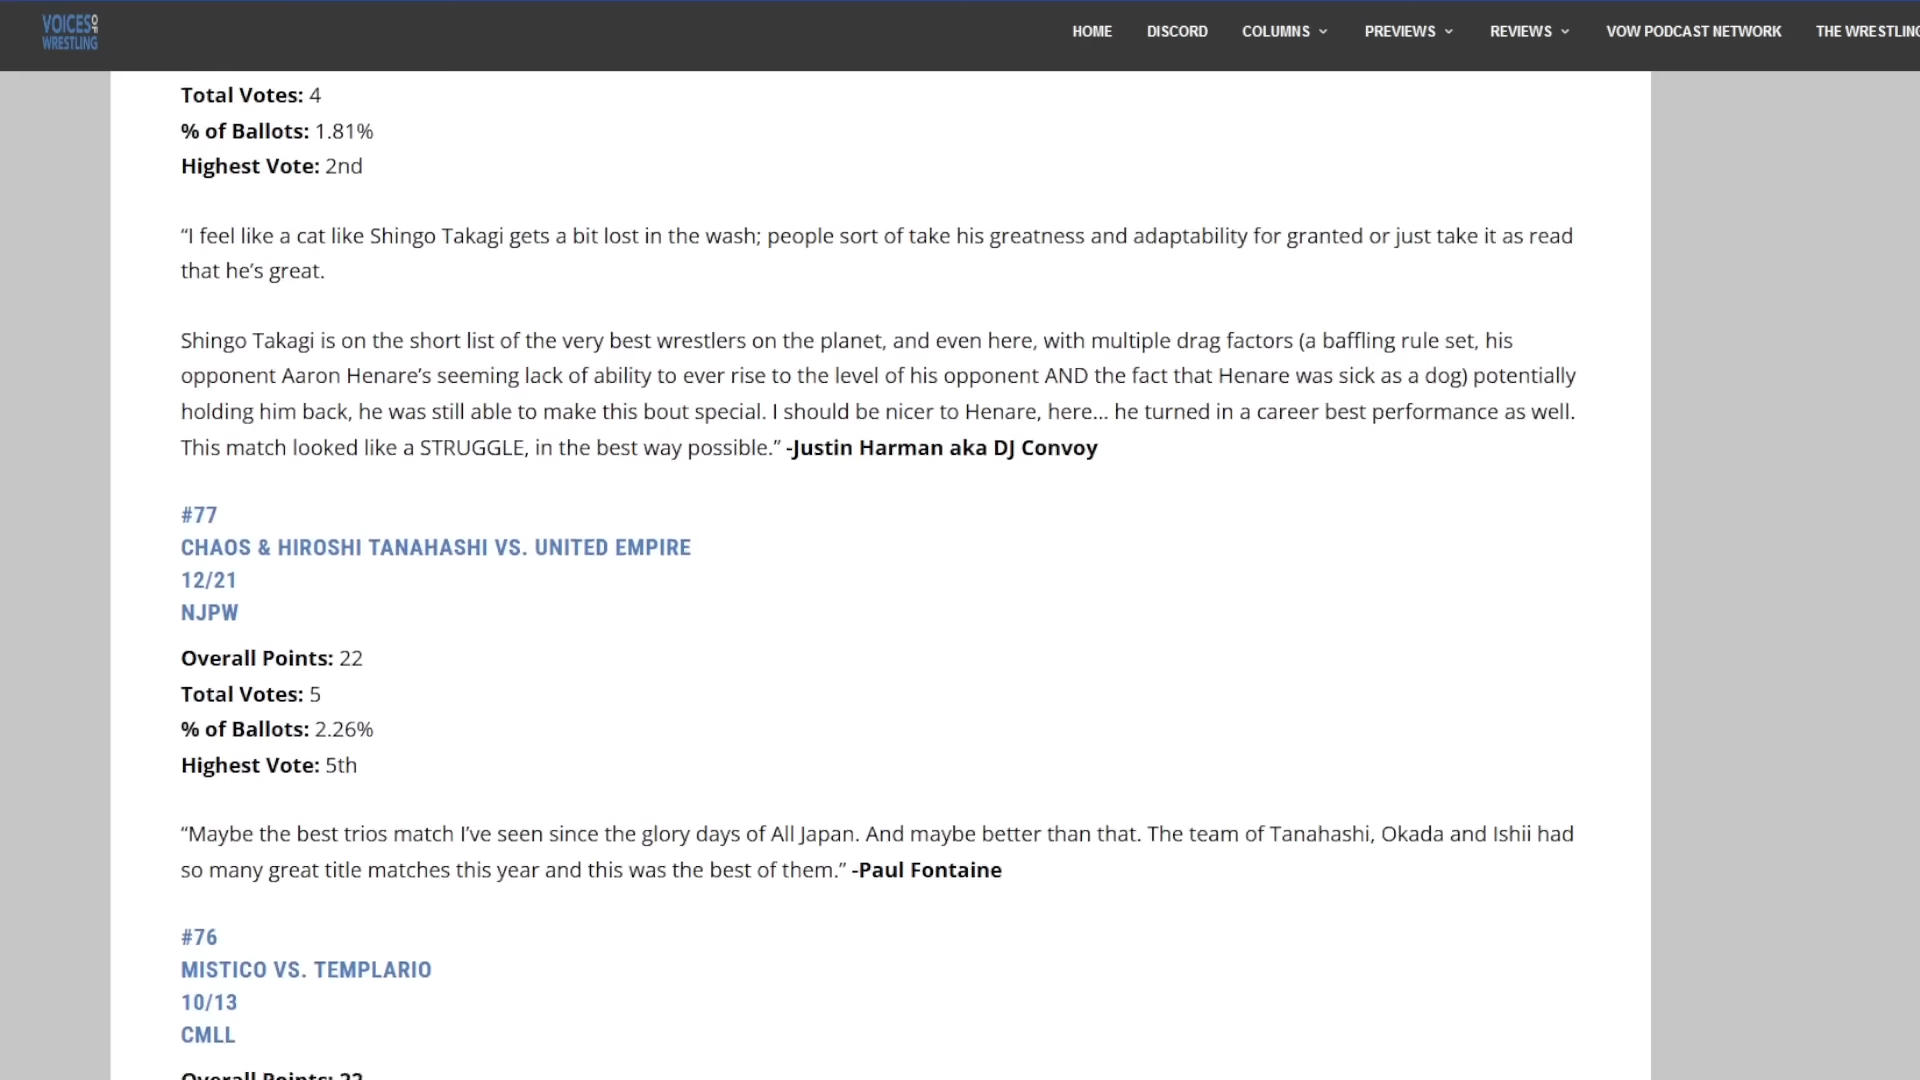 VOICES OF
WRESTLING
HOME DISCORD COLUMNS PREVIEWS REVIEWS VOW PODCAST NETWORK THE WRESTLING
Total Votes: 4
% of Ballots: 1.81%
Highest Vote: 2nd
“I feel like a cat like Shingo Takagi gets a bit lost in the wash; people sort of take his greatness and adaptability for granted or just take it as read
that he’s great.
Shingo Takagi is on the short list of the very best wrestlers on the planet, and even here, with multiple drag factors (a baffling rule set, his
opponent Aaron Henare’s seeming lack of ability to ever rise to the level of his opponent AND the fact that Henare was sick as a dog) potentially
holding him back, he was still able to make this bout special. I should be nicer to Henare, here… he turned in a career best performance as well.
This match looked like a STRUGGLE, in the best way possible.” -Justin Harman aka DJ Convoy
#77
CHAOS & HIROSHI TANAHASHI VS. UNITED EMPIRE
12/21
NJPW
Overall Points: 22
Total Votes: 5
% of Ballots: 2.26%
Highest Vote: 5th
“Maybe the best trios match I’ve seen since the glory days of All Japan. And maybe better than that. The team of Tanahashi, Okada and Ishii had
so many great title matches this year and this was the best of them.” -Paul Fontaine
#76
MISTICO VS. TEMPLARIO
10/13
CMLL
Overall Points: 22